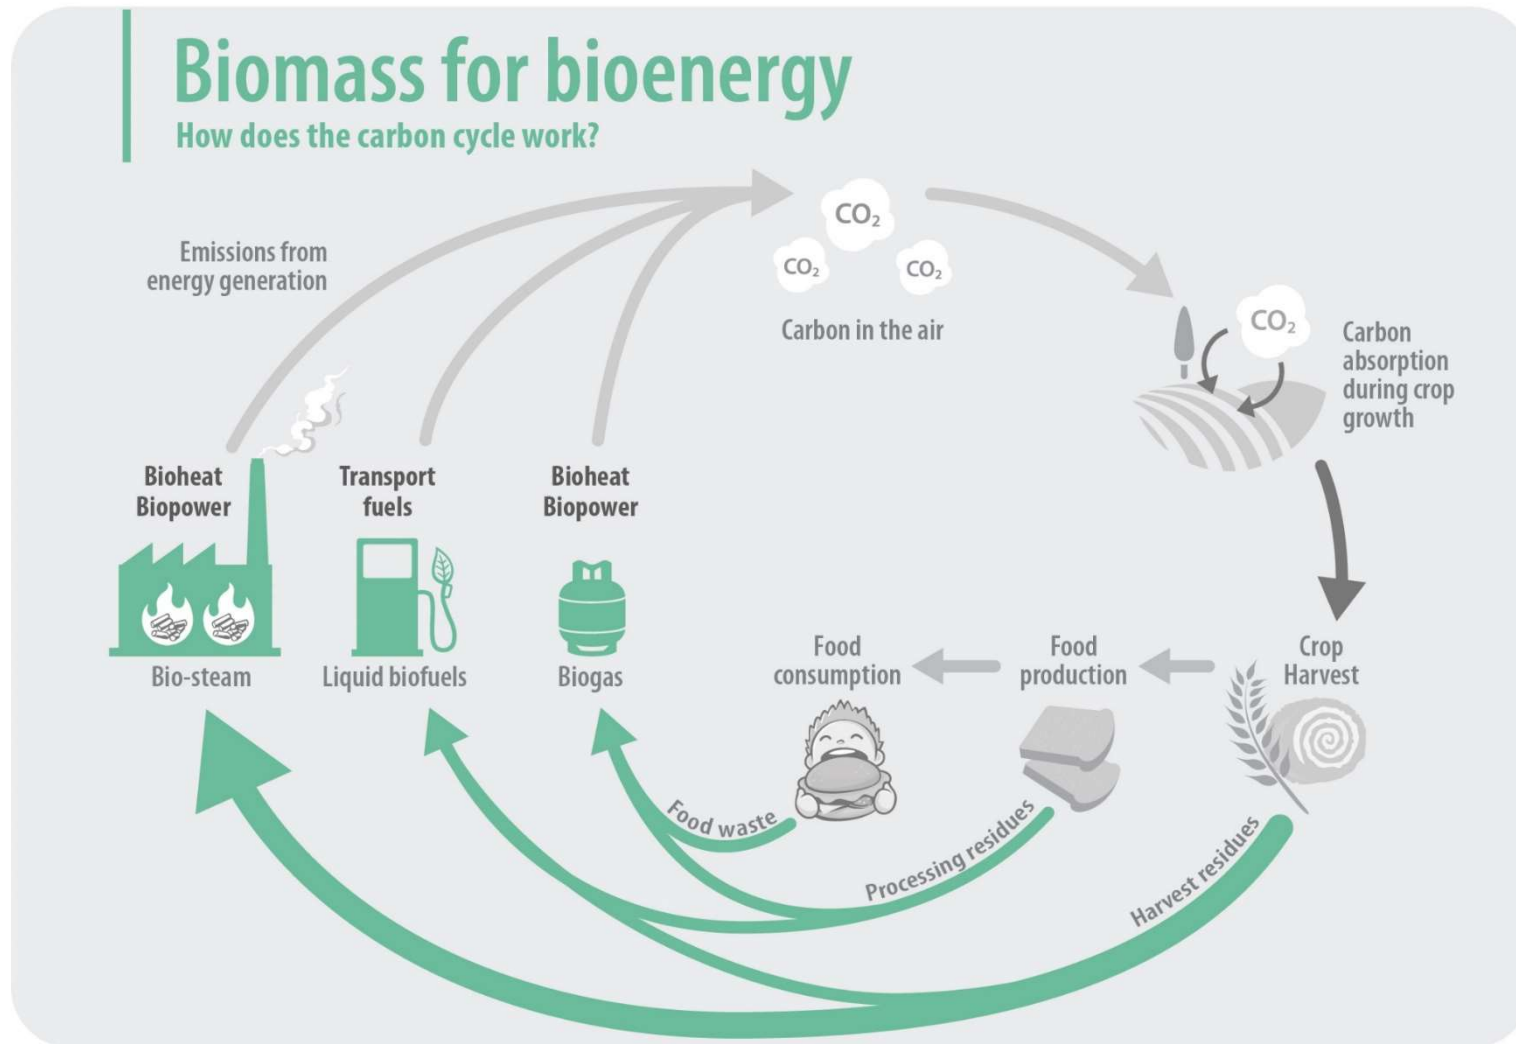 Biomass for bioenergy
How does the carbon cycle work?
CO₂
CO₂
CO₂
Carbon in the air
Emissions from
energy generation
CO₂
Carbon
absorption
during crop
growth
Bioheat
Biopower
Transport
fuels
Bioheat
Biopower
Bio-steam
Liquid biofuels
Biogas
Food
consumption
Food
production
Crop
Harvest
Food waste
Processing residues
Harvest residues